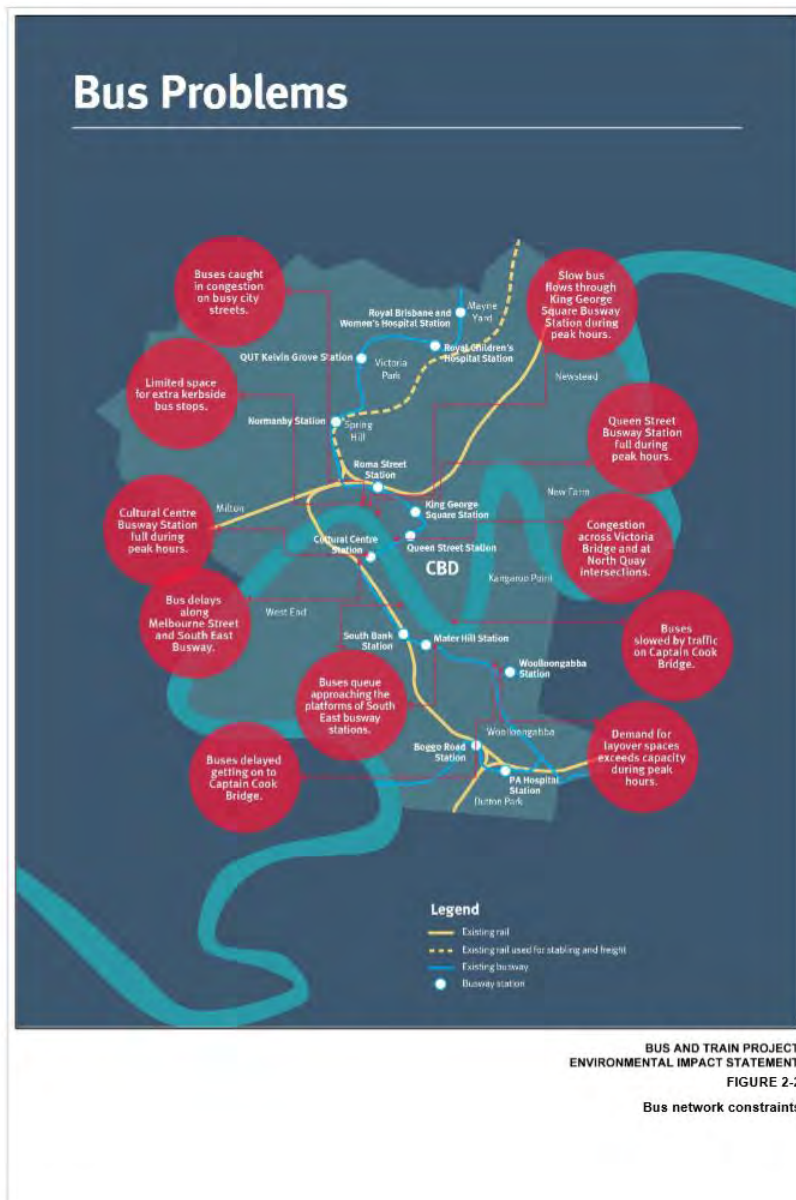 Bus Problems
Buses caught
in congestion
on busy city
streets.
Slow bus
flows through
King George
Square Busway
Station during
peak hours.
Royal Brisbane and
Women's Hospital Station
Mayne
Yard
Royal Children's
Hospital Station
QUT Kelvin Grove Station
Victoria
Park
Newstead
Limited space
for extra kerbside
bus stops.
Normanby Station
Spring
Hill
Queen Street
Busway Station
full during
peak hours.
Roma Street
Station
New Farm
Milton
King George
Square Station
Cultural Centre
Busway Station
full during
peak hours.
Cultural Centre
Station
Queen Street Station
CBD
Congestion
across Victoria
Bridge and at
North Quay
intersections.
Kangaroo Point
Bus delays
along
Melbourne Street
and South East
Busway.
West End
South Bank
Station
Mater Hill Station
Buses
slowed by traffic
on Captain Cook
Bridge.
Woolloongabba
Station
Buses queue
approaching the
platforms of South
East busway
stations.
Woolloongabba
Demand for
layover spaces
exceeds capacity
during peak
hours.
Boggo Road
Station
Buses delayed
getting on to
Captain Cook
Bridge.
PA Hospital
Station
Dutton Park
Legend
Existing rail
Existing rail used for stabling and freight
Existing busway
Busway station
BUS AND TRAIN PROJECT
ENVIRONMENTAL IMPACT STATEMENT
FIGURE 2-2
Bus network constraints